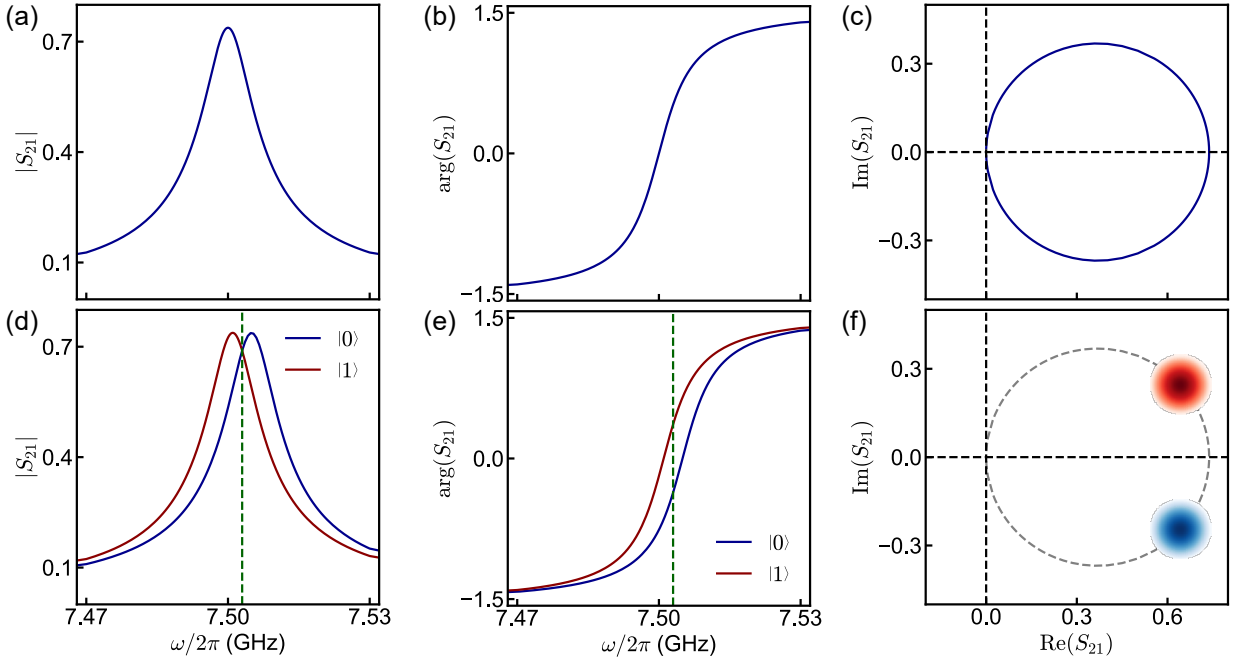 (a)
0.7
0.4
0.1
|S₂₁|
(b)
1.5
0.0
−1.5
arg(S₂₁)
(c)
0.3
0.0
−0.3
Im(S₂₁)
(d)
|0⟩
|1⟩
0.7
0.4
0.1
|S₂₁|
7.47
7.50
7.53
ω/2π (GHz)
(e)
1.5
0.0
−1.5
arg(S₂₁)
|0⟩
|1⟩
7.47
7.50
7.53
ω/2π (GHz)
(f)
0.3
0.0
−0.3
Im(S₂₁)
0.0
0.3
0.6
Re(S₂₁)